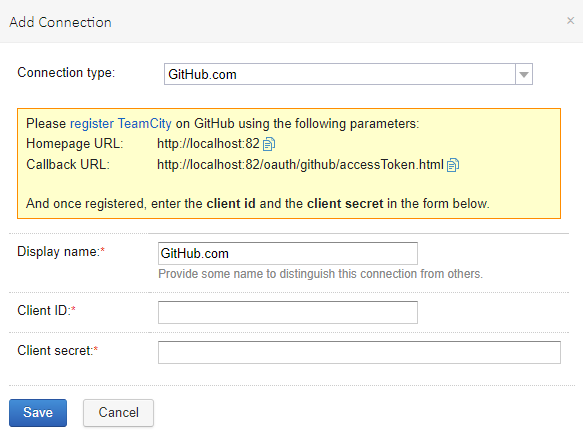 Add Connection ×
Connection type: GitHub.com
Please register TeamCity on GitHub using the following parameters:
Homepage URL: http://localhost:82
Callback URL: http://localhost:82/oauth/github/accessToken.html
And once registered, enter the client id and the client secret in the form below.
Display name:* GitHub.com
Provide some name to distinguish this connection from others.
Client ID:*
Client secret:*
Save Cancel